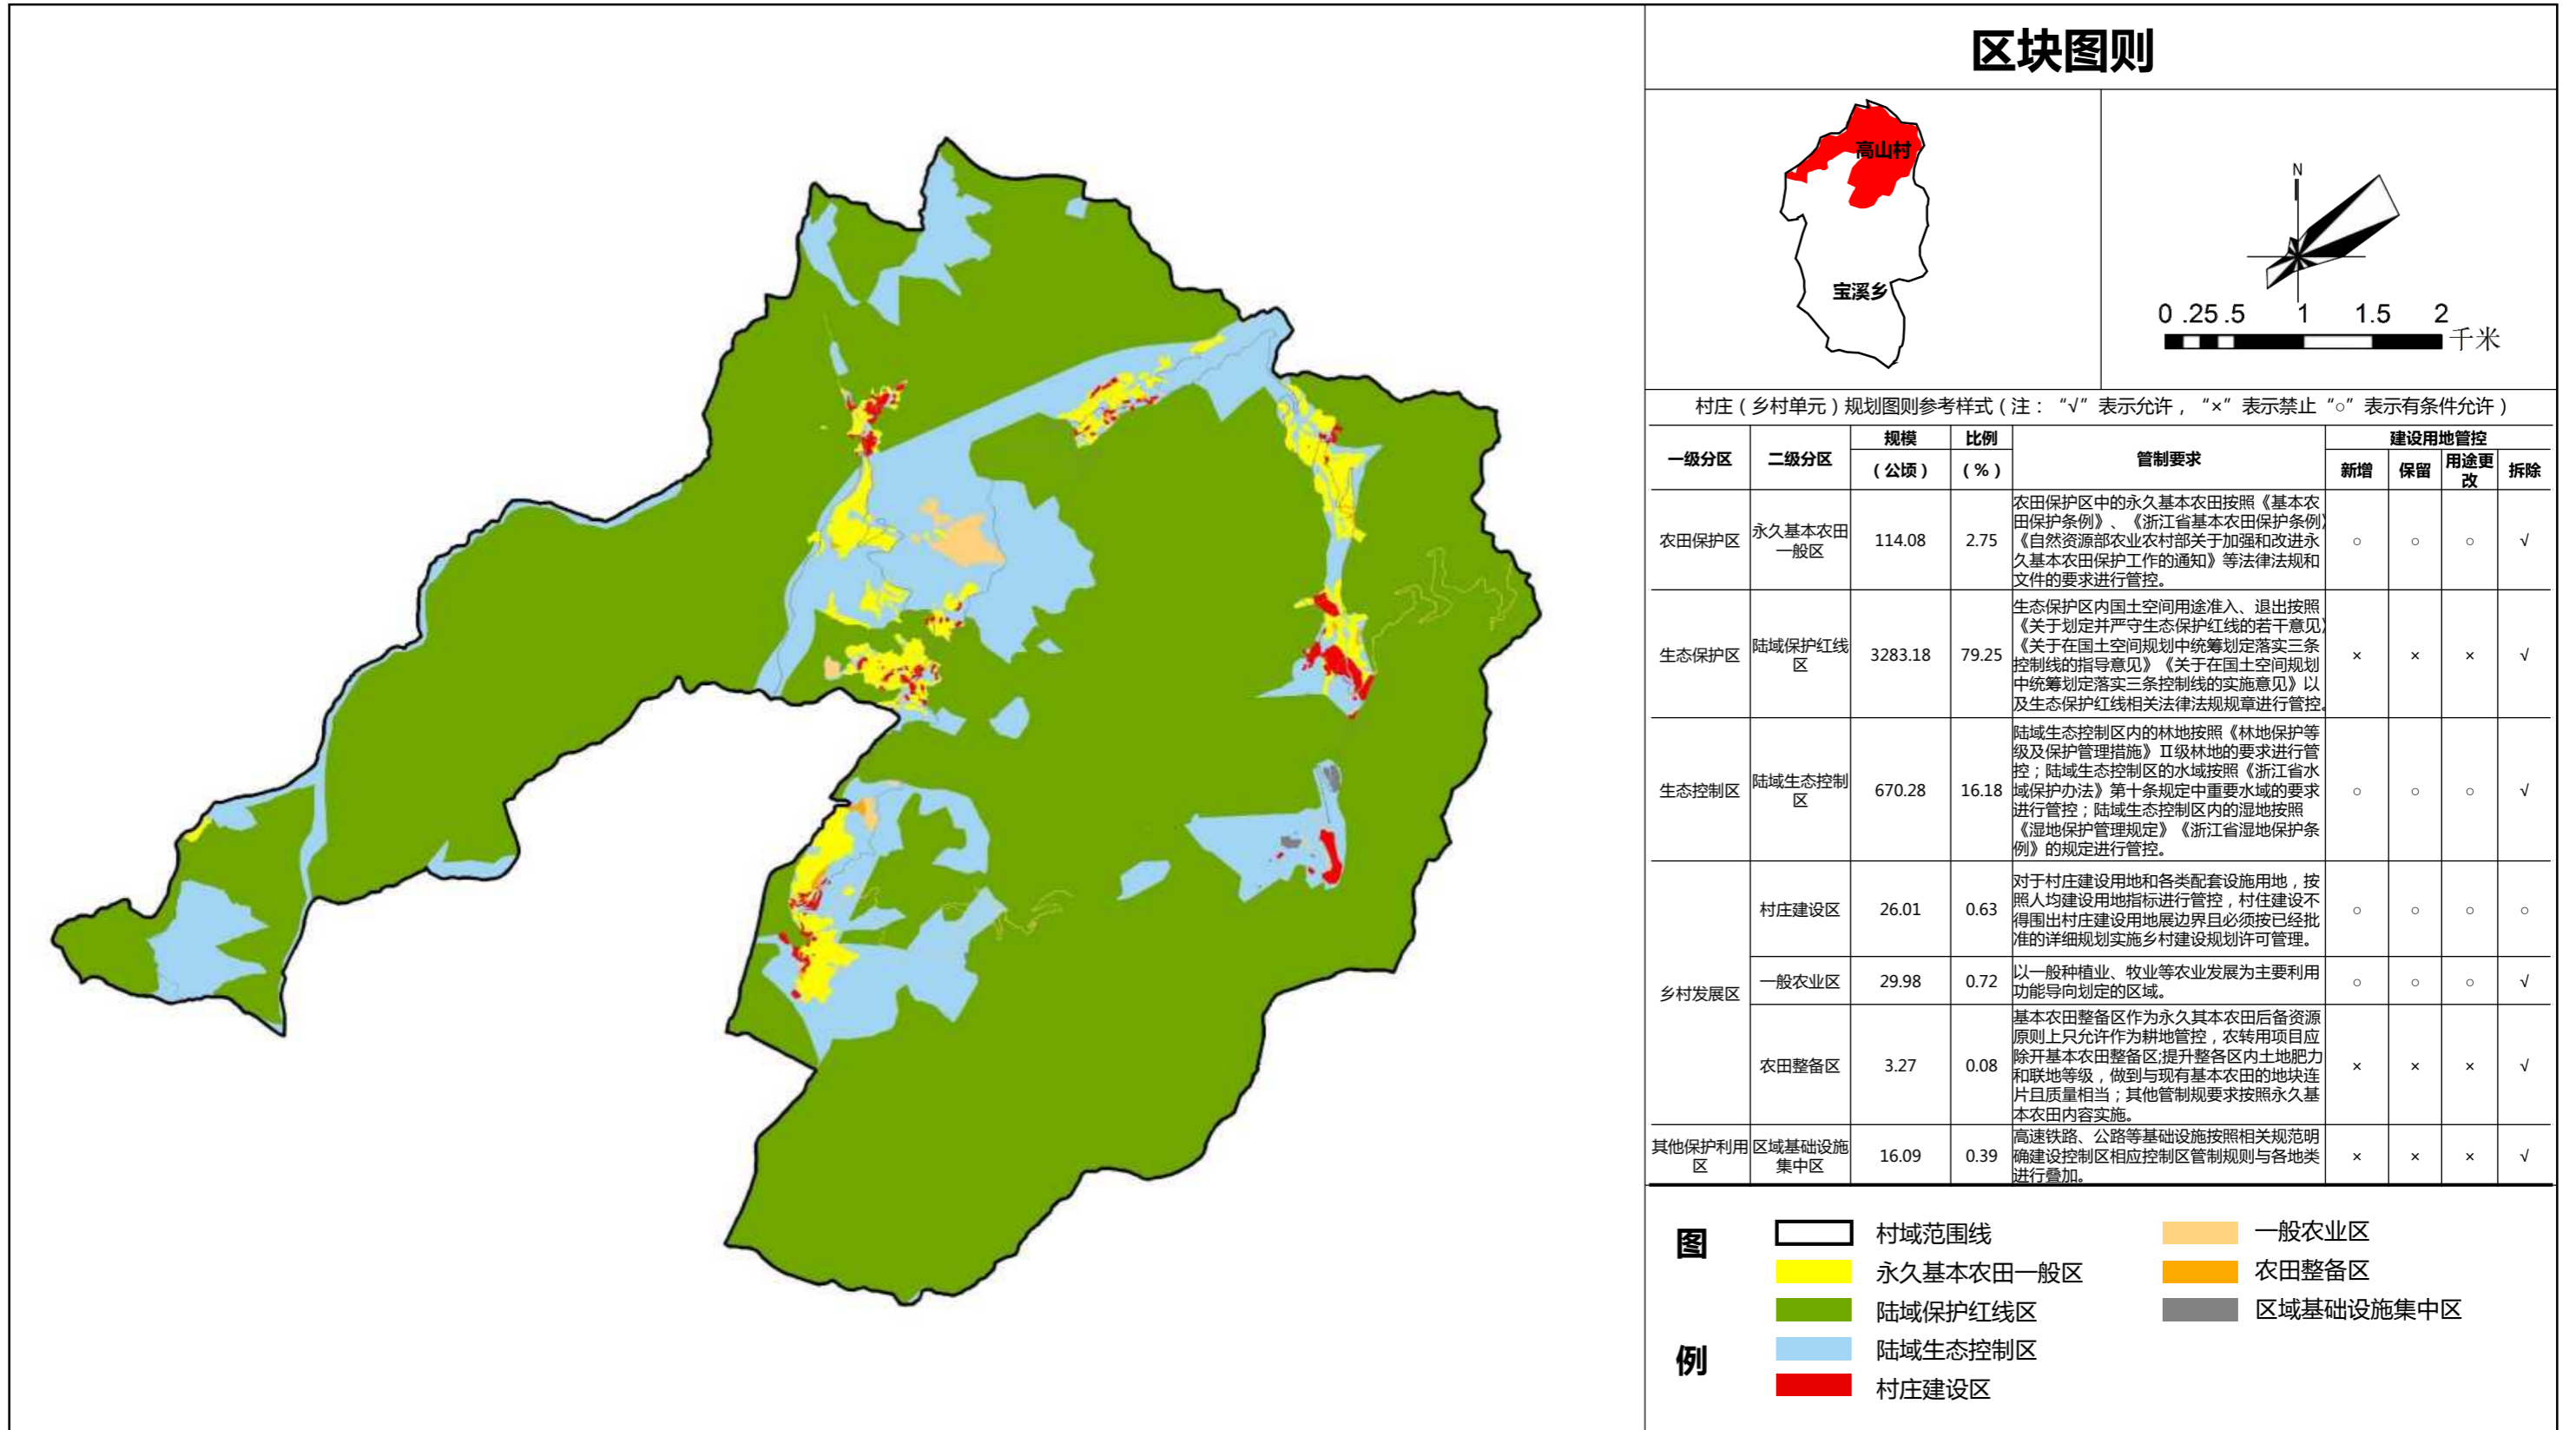 区块图则
高山村
宝溪乡
N
0 .25 .5 1 1.5 2
千米
村庄（乡村单元）规划图则参考样式（注：“√”表示允许，“×”表示禁止“○”表示有条件允许）
一级分区 二级分区 规模 比例 管制要求 建设用地管控
（公顷） （%） 新增 保留 用途更 拆除
改
农田保护区
永久基本农田
一般区
114.08 2.75
农田保护区中的永久基本农田按照《基本农
田保护条例》、《浙江省基本农田保护条例》
《自然资源部农业农村部关于加强和改进永
久基本农田保护工作的通知》等法律法规和
文件的要求进行管控。
○ ○ ○ √
生态保护区
陆域保护红线
区
3283.18 79.25
生态保护区内国土空间用途准入、退出按照
《关于划定并严守生态保护红线的若干意见》
《关于在国土空间规划中统筹划定落实三条
控制线的指导意见》《关于在国土空间规划
中统筹划定落实三条控制线的实施意见》以
及生态保护红线相关法律法规规章进行管控。
× × × √
生态控制区
陆域生态控制
区
670.28 16.18
陆域生态控制区内的林地按照《林地保护等
级及保护管理措施》Ⅱ级林地的要求进行管
控；陆域生态控制区的水域按照《浙江省水
域保护办法》第十条规定中重要水域的要求
进行管控；陆域生态控制区内的湿地按照
《湿地保护管理规定》《浙江省湿地保护条
例》的规定进行管控。
○ ○ ○ √
乡村发展区
村庄建设区
26.01 0.63
对于村庄建设用地和各类配套设施用地，按
照人均建设用地指标进行管控，村住建设不
得围出村庄建设用地展边界且必须按已经批
准的详细规划实施乡村建设规划许可管理。
○ ○ ○ ○
一般农业区
29.98 0.72
以一般种植业、牧业等农业发展为主要利用
功能导向划定的区域。
○ ○ ○ √
农田整备区
3.27 0.08
基本农田整备区作为永久其本农田后备资源
原则上只允许作为耕地管控，农转用项目应
除开基本农田整备区;提升整各区内土地肥力
和联地等级，做到与现有基本农田的地块连
片且质量相当；其他管制规要求按照永久基
本农田内容实施。
× × × √
其他保护利用
区
区域基础设施
集中区
16.09 0.39
高速铁路、公路等基础设施按照相关规范明
确建设控制区相应控制区管制规则与各地类
进行叠加。
× × × √
图
例
村域范围线
永久基本农田一般区
陆域保护红线区
陆域生态控制区
村庄建设区
一般农业区
农田整备区
区域基础设施集中区